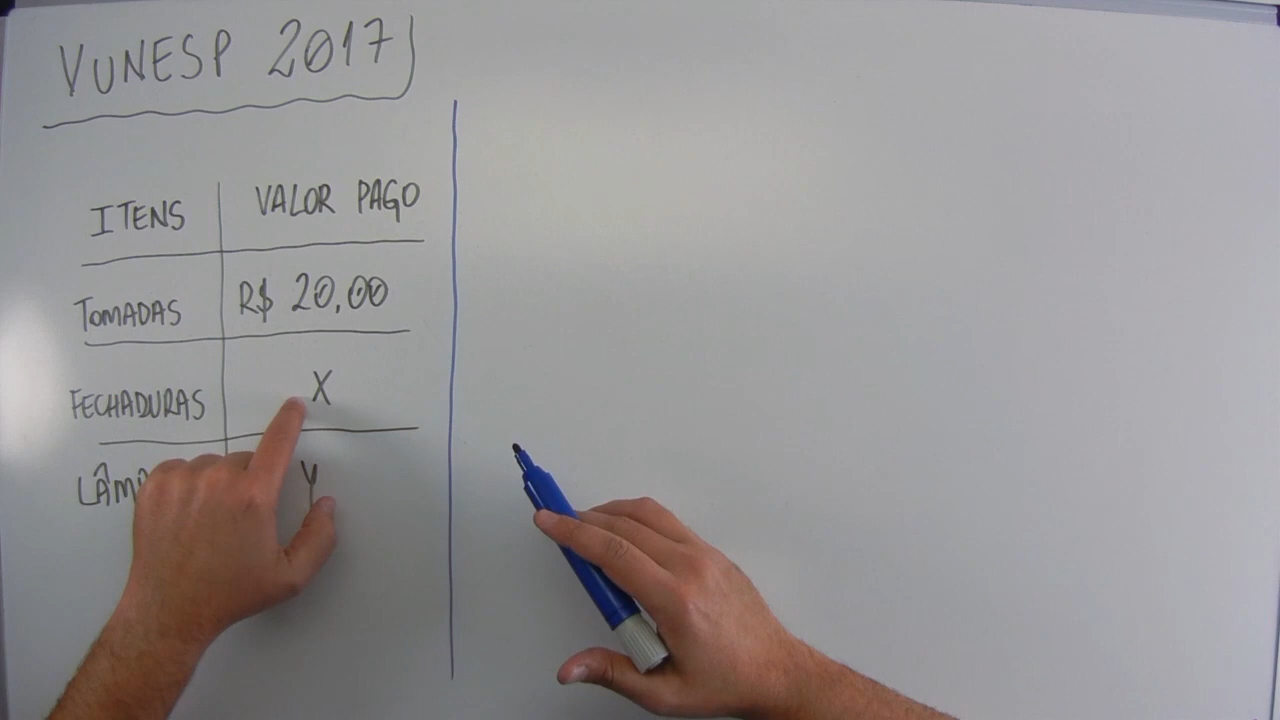 VUNESP 2017
ITENS VALOR PAGO
TOMADAS R$ 20,00
FECHADURAS X
Y